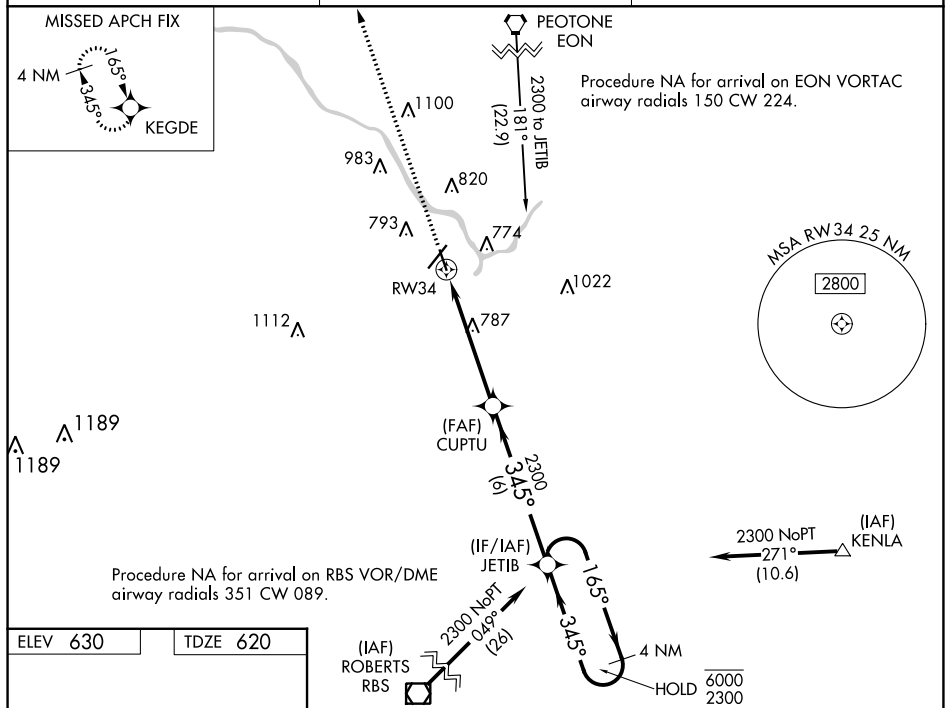 MISSED APCH FIX
4 NM
165°
345°
KEGDE
PEOTONE
EON
2300 to JETIB
181°
(22.9)
Procedure NA for arrival on EON VORTAC
airway radials 150 CW 224.
1100
983
820
793
774
RW34
1022
MSA RW34 25 NM
2800
1112
787
1189
1189
(FAF)
CUPTU
2300
345°
(6)
(IF/IAF)
JETIB
2300 NoPT
271°
(10.6)
(IAF)
KENLA
Procedure NA for arrival on RBS VOR/DME
airway radials 351 CW 089.
165°
345°
4 NM
HOLD
6000
2300
2300 NoPT
049°
(26)
(IAF)
ROBERTS
RBS
ELEV 630
TDZE 620